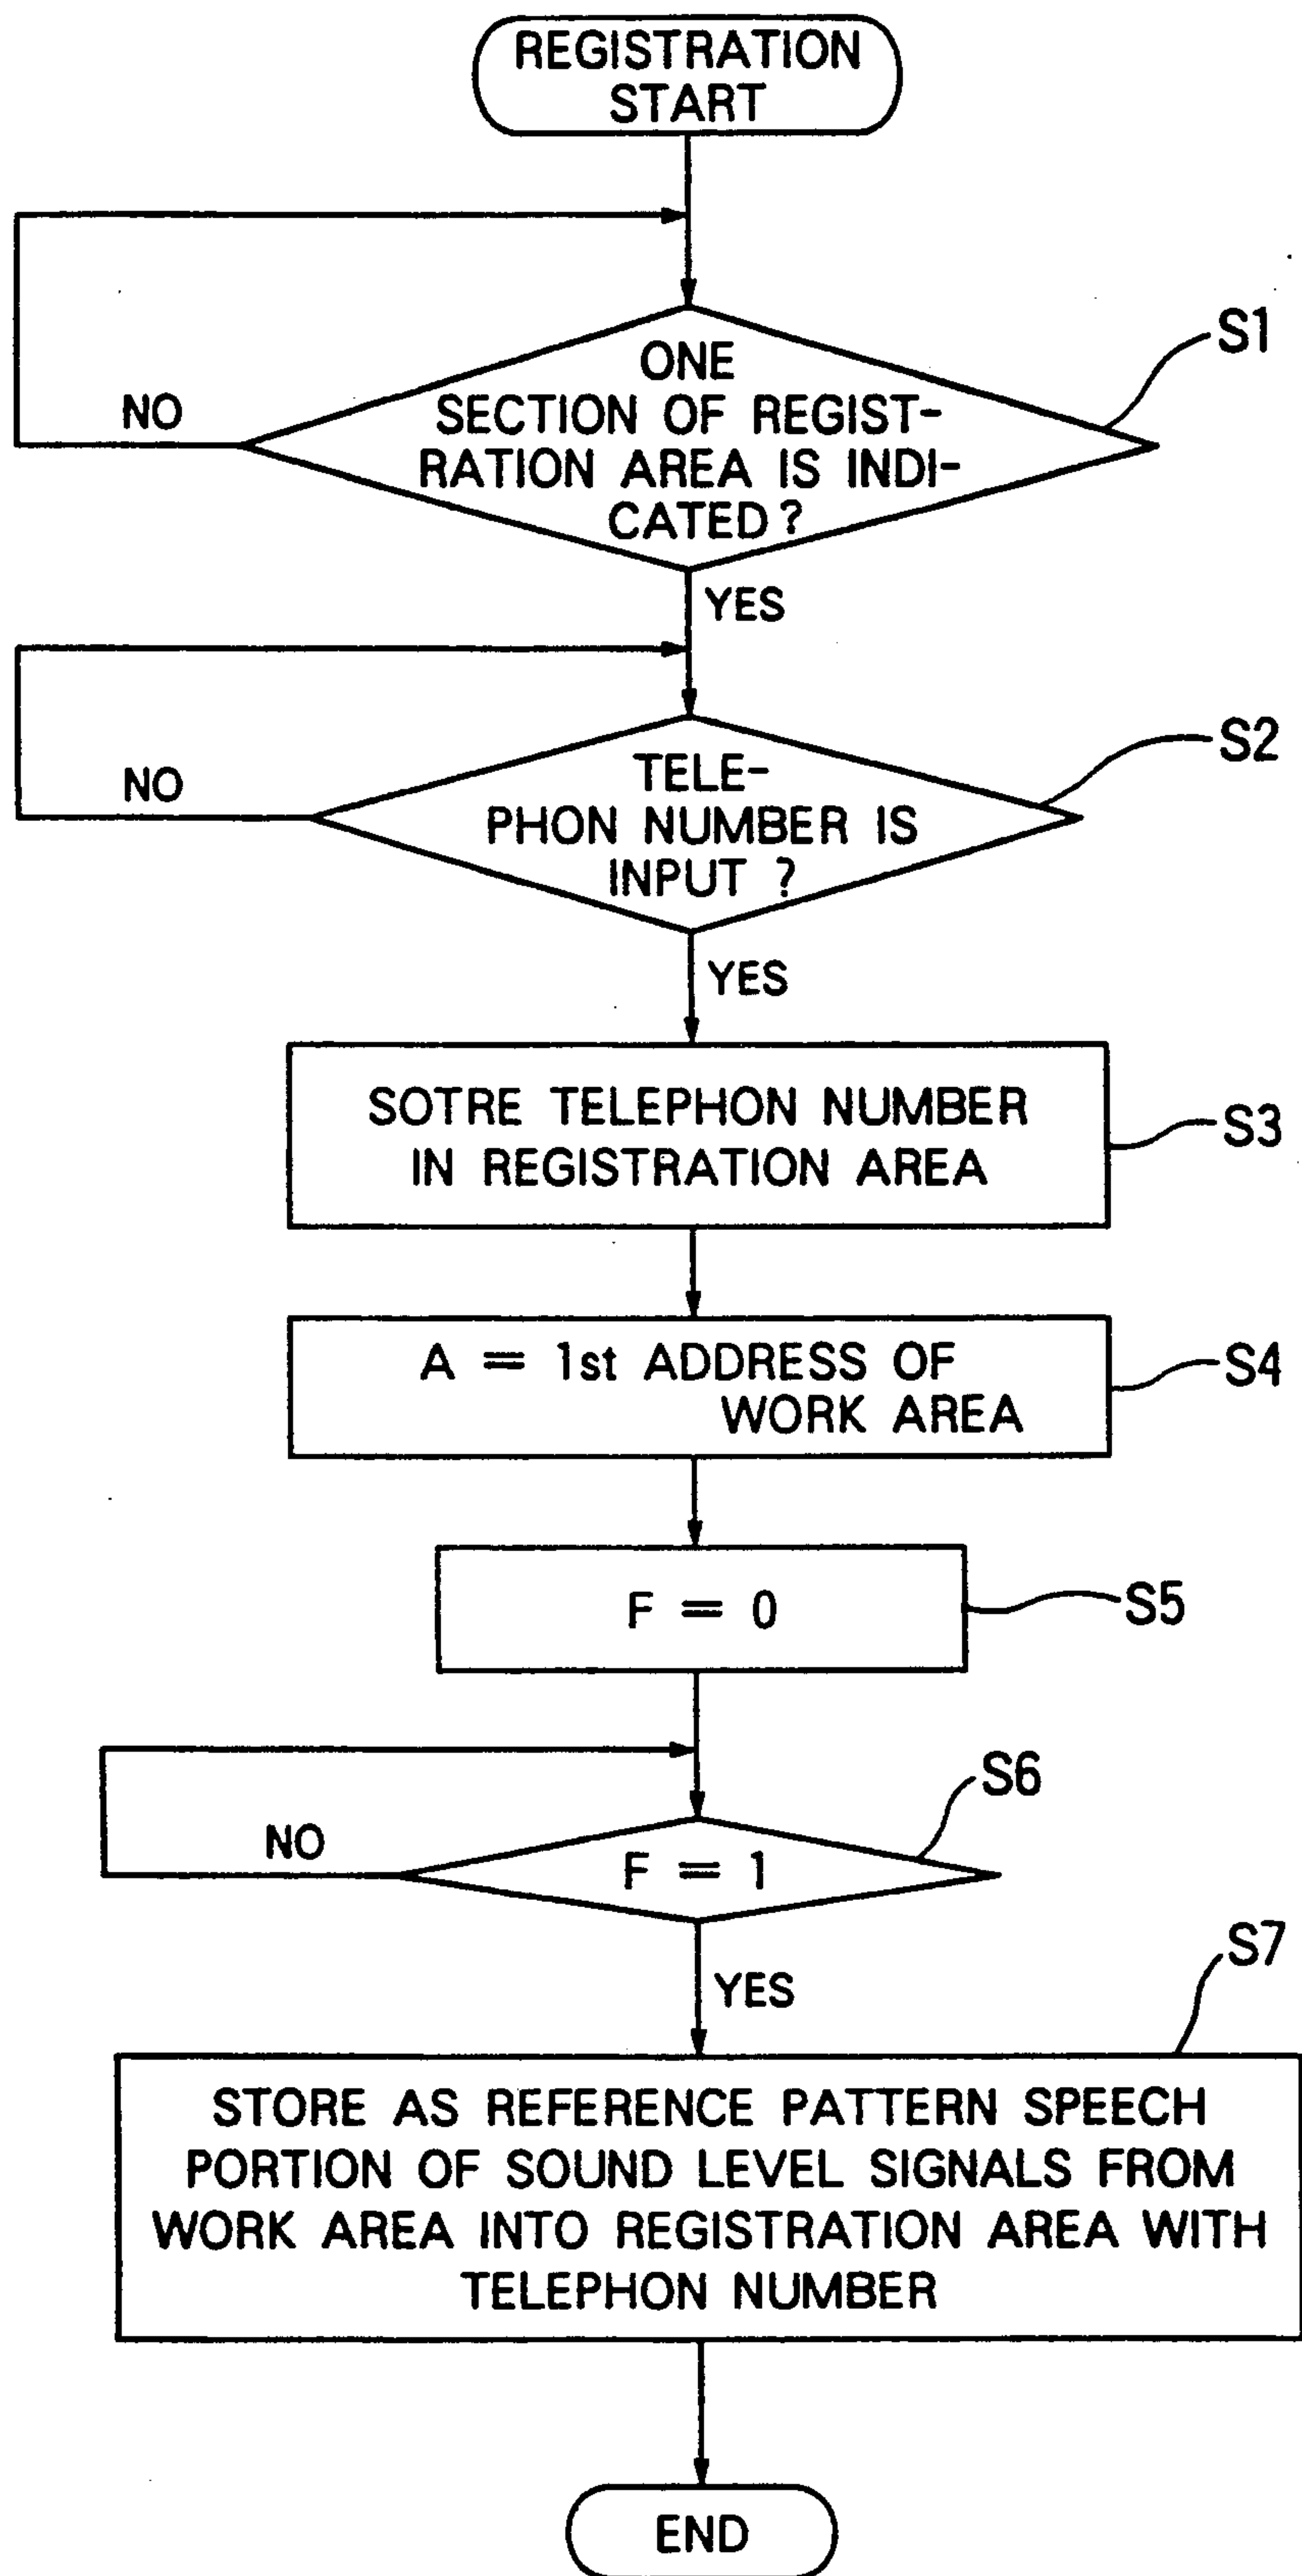 REGISTRATION
START
S1
ONE
SECTION OF REGIST-
RATION AREA IS INDI-
CATED?
NO
YES
S2
TELE-
PHON NUMBER IS
INPUT ?
NO
YES
SOTRE TELEPHON NUMBER
IN REGISTRATION AREA
S3
A = 1st ADDRESS OF
WORK AREA
S4
F = 0
S5
S6
F = 1
NO
YES
S7
STORE AS REFERENCE PATTERN SPEECH
PORTION OF SOUND LEVEL SIGNALS FROM
WORK AREA INTO REGISTRATION AREA WITH
TELEPHON NUMBER
END